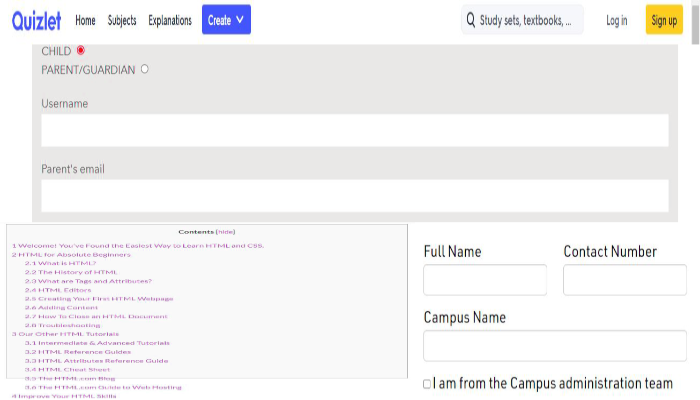 Quizlet Home Subjects Explanations Create Study sets, textbooks, ... Log in Sign up
CHILD
PARENT/GUARDIAN
Username
Parent's email
Contents [hide]
1 Welcome! You've Found the Easiest Way to Learn HTML and CSS.
2 HTML for Absolute Beginners
2.1 What is HTML?
2.2 The History of HTML
2.3 What are Tags and Attributes?
2.4 HTML Editors
2.5 Creating Your First HTML Webpage
2.6 Adding Content
2.7 How To Close an HTML Document
2.8 Troubleshooting
3 Our Other HTML Tutorials
3.1 Intermediate & Advanced Tutorials
3.2 HTML Reference Guides
3.3 HTML Attributes Reference Guide
3.4 HTML Cheat Sheet
3.5 The HTML.com Blog
3.6 The HTML.com Guide to Web Hosting
4 Improve Your HTML Skills
Full Name Contact Number
Campus Name
I am from the Campus administration team